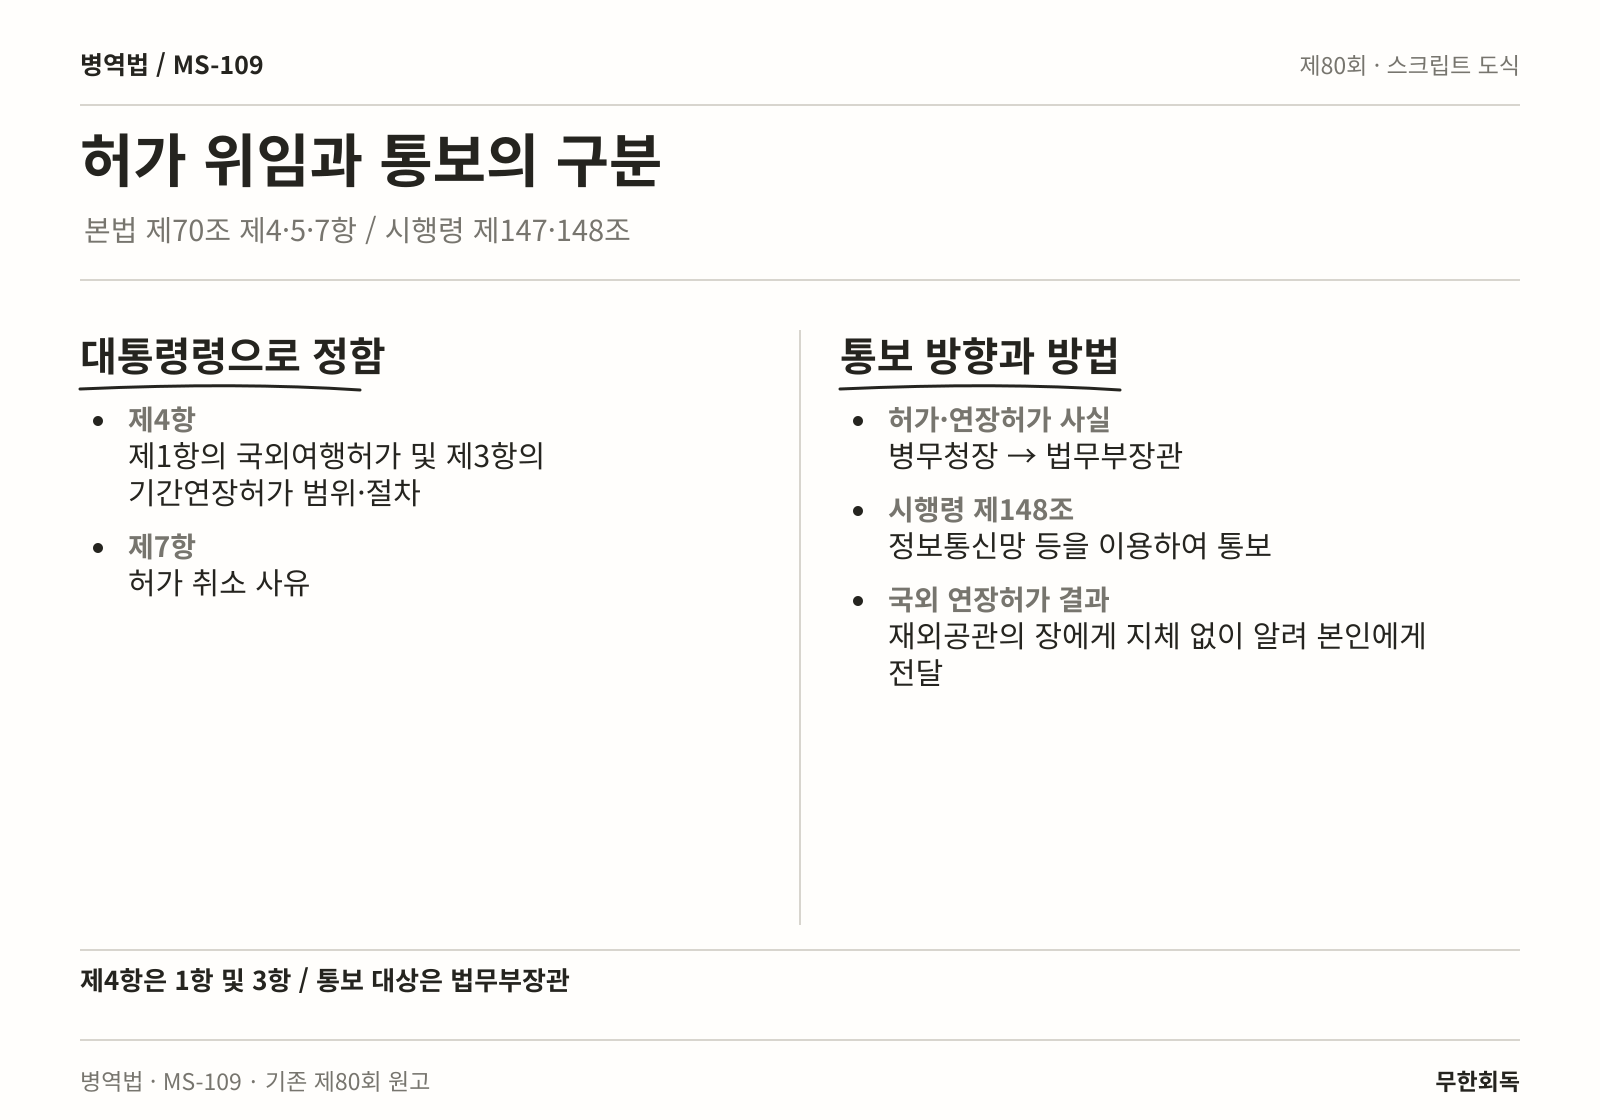 병역법 / MS-109
제80회 · 스크립트 도식
허가 위임과 통보의 구분
본법 제70조 제4·5·7항 / 시행령 제147·148조
대통령령으로 정함
• 제4항
제1항의 국외여행허가 및 제3항의
기간연장허가 범위·절차
• 제7항
허가 취소 사유
통보 방향과 방법
• 허가·연장허가 사실
병무청장 → 법무부장관
• 시행령 제148조
정보통신망 등을 이용하여 통보
• 국외 연장허가 결과
재외공관의 장에게 지체 없이 알려 본인에게
전달
제4항은 1항 및 3항 / 통보 대상은 법무부장관
병역법 · MS-109 · 기존 제80회 원고
무한회독